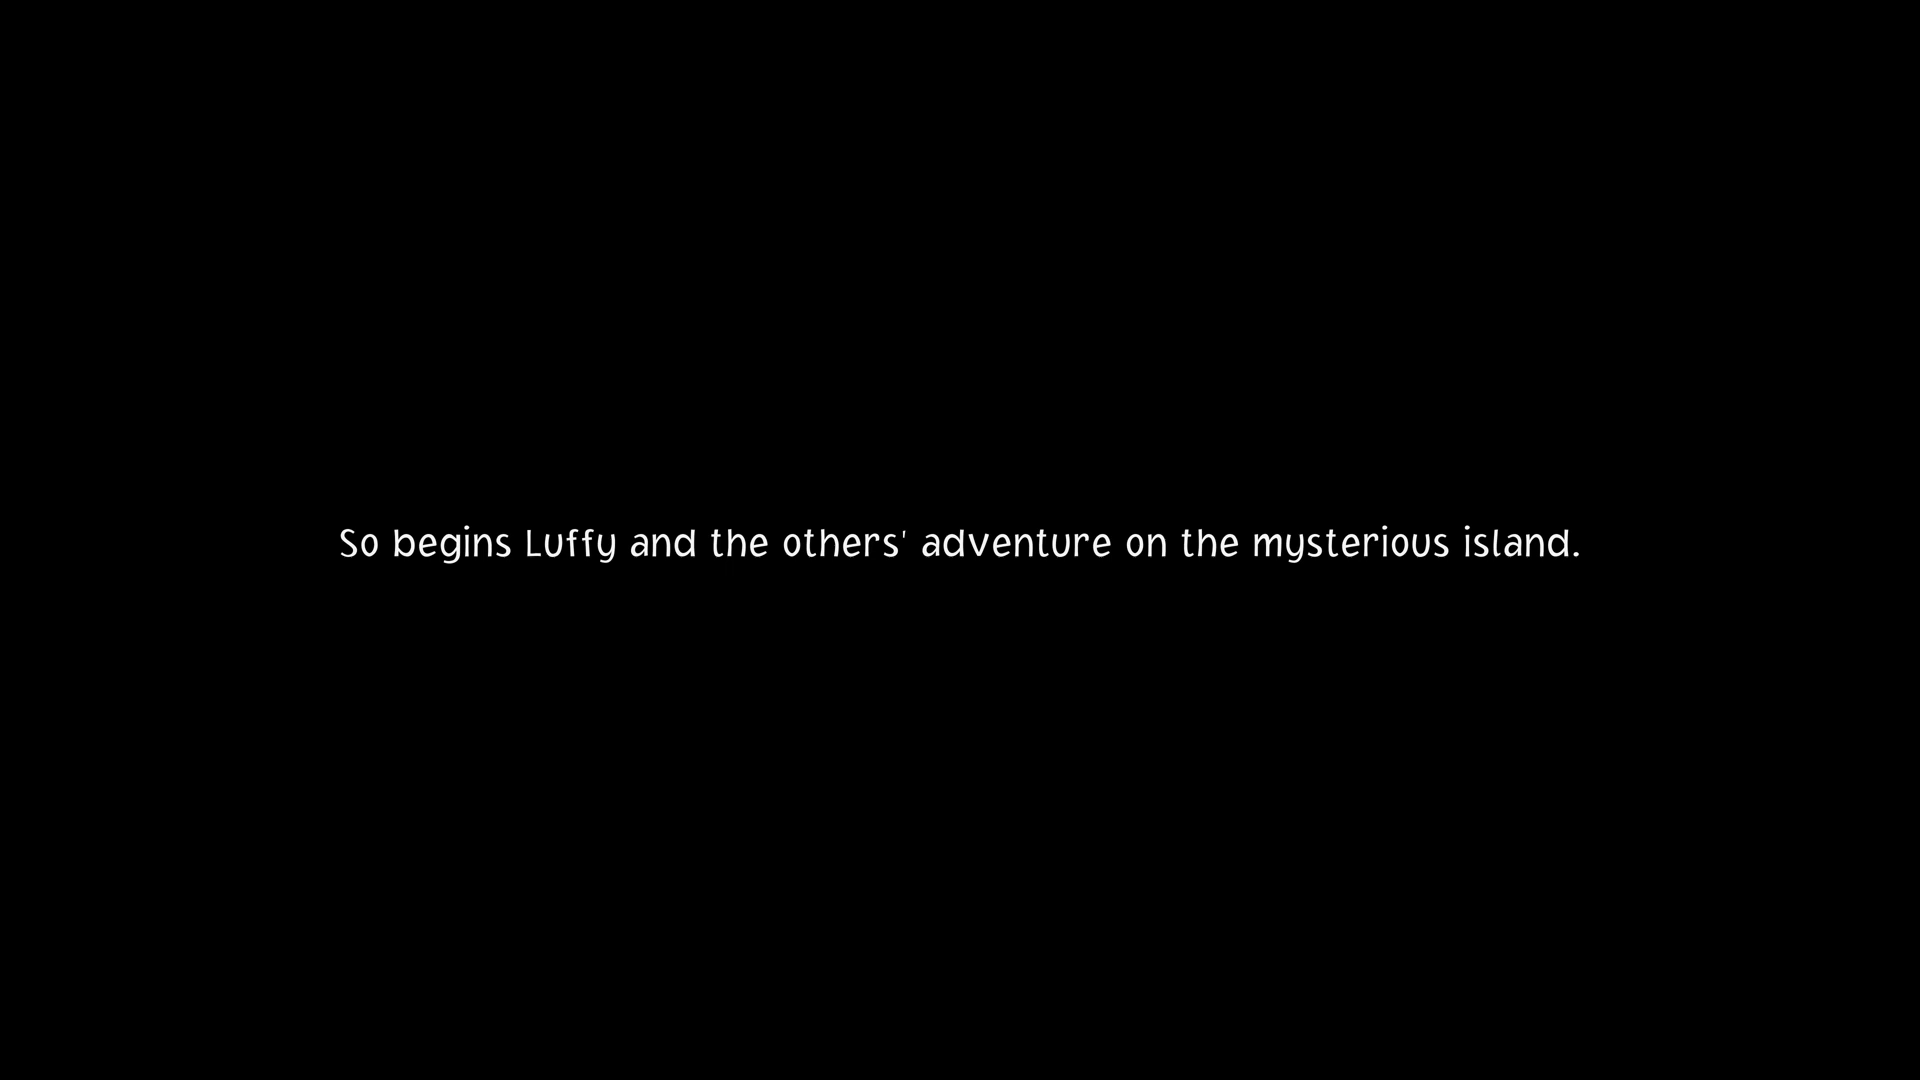 So begins Luffy and the others' adventure on the mysterious island.